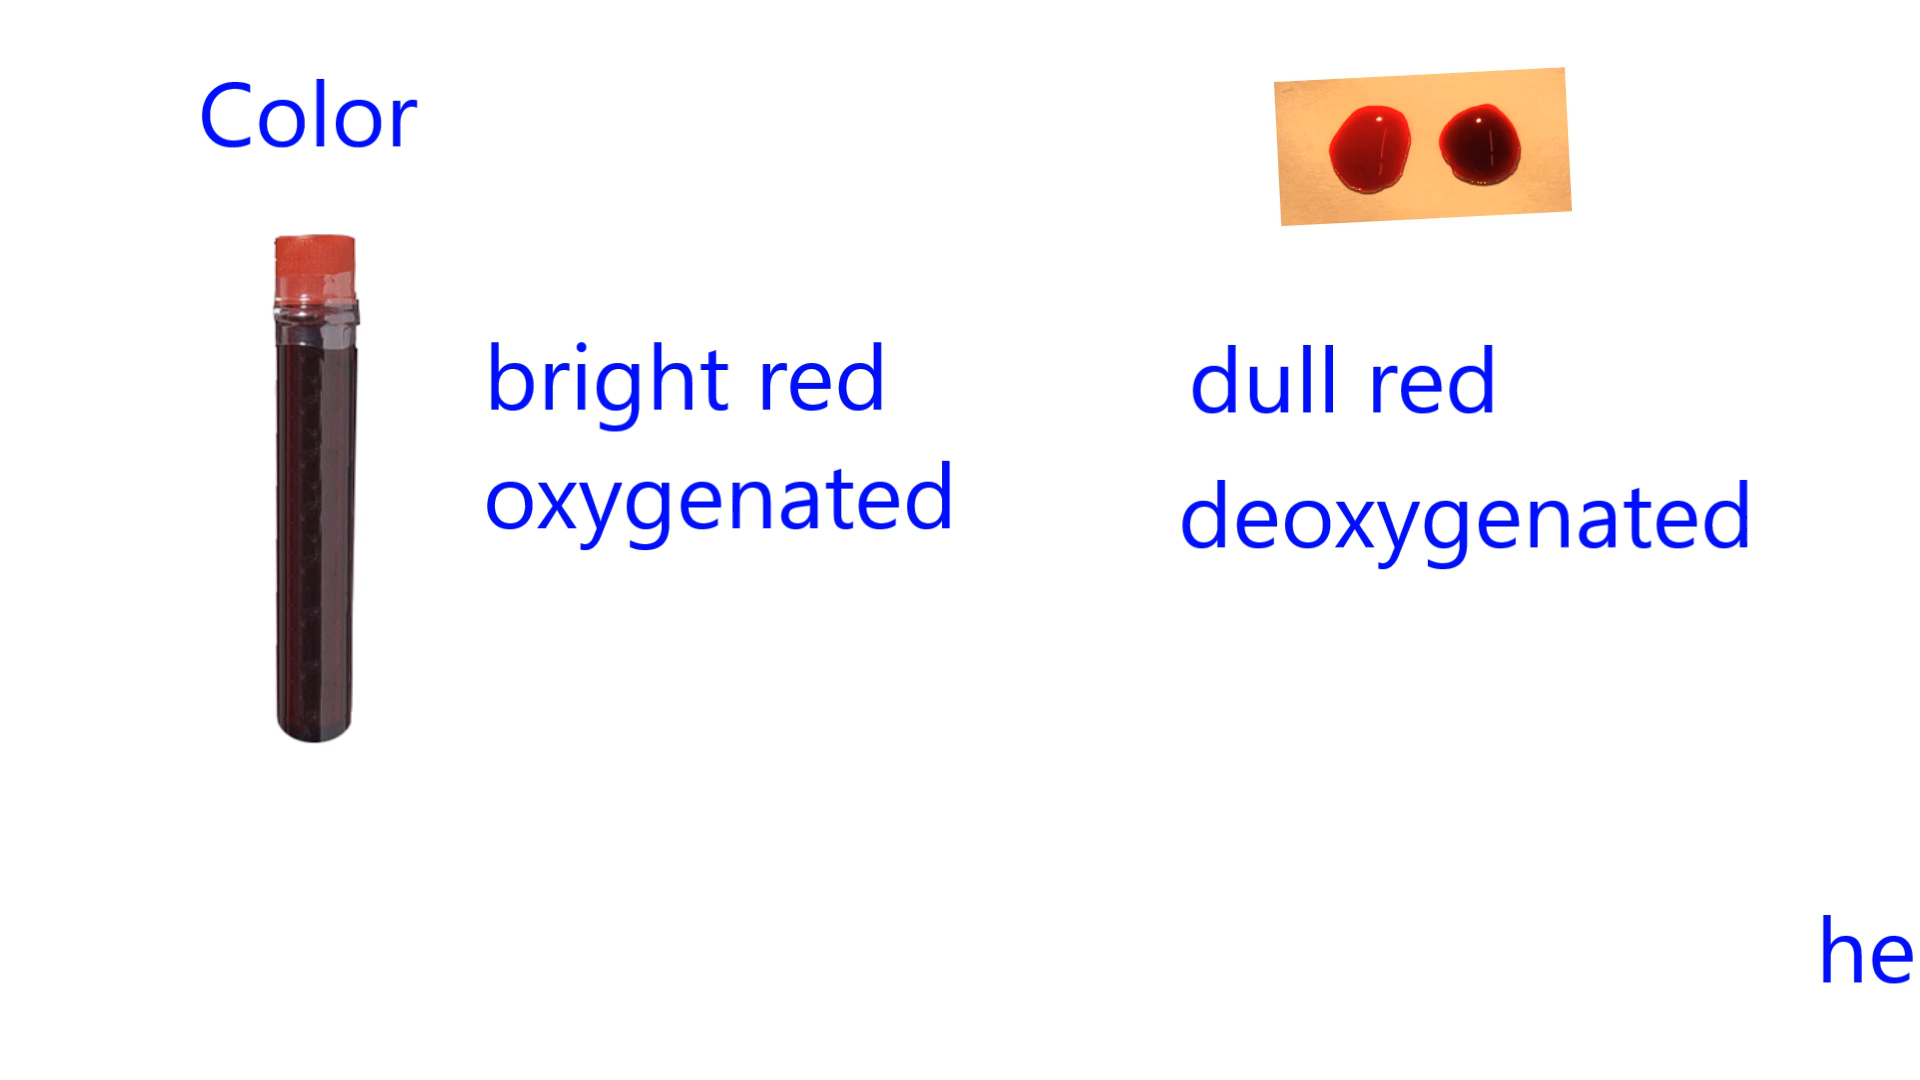 Color
bright red
dull red
oxygenated
deoxygenated
he